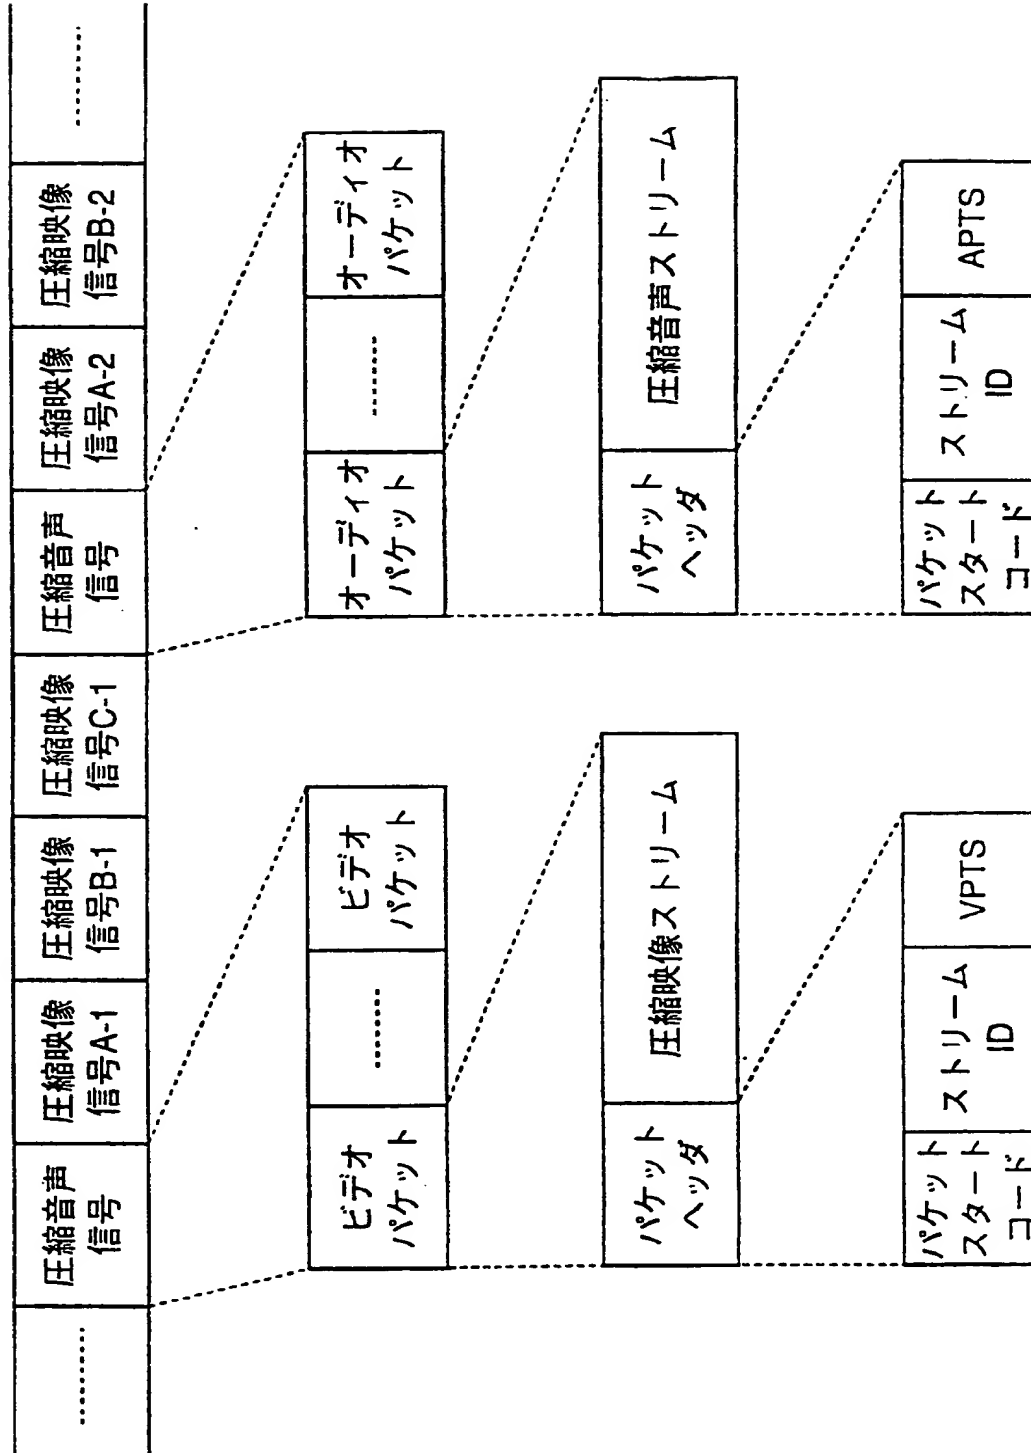 ………
圧縮音声
信号
圧縮映像
信号A-1
圧縮映像
信号B-1
圧縮映像
信号C-1
圧縮音声
信号
圧縮映像
信号A-2
圧縮映像
信号B-2
………
ビデオ
パケット
………
ビデオ
パケット
オーディオ
パケット
………
オーディオ
パケット
パケット
ヘッダ
圧縮映像ストリーム
パケット
ヘッダ
圧縮音声ストリーム
パケット
スタート
コード
ストリーム
ID
VPTS
パケット
スタート
コード
ストリーム
ID
APTS